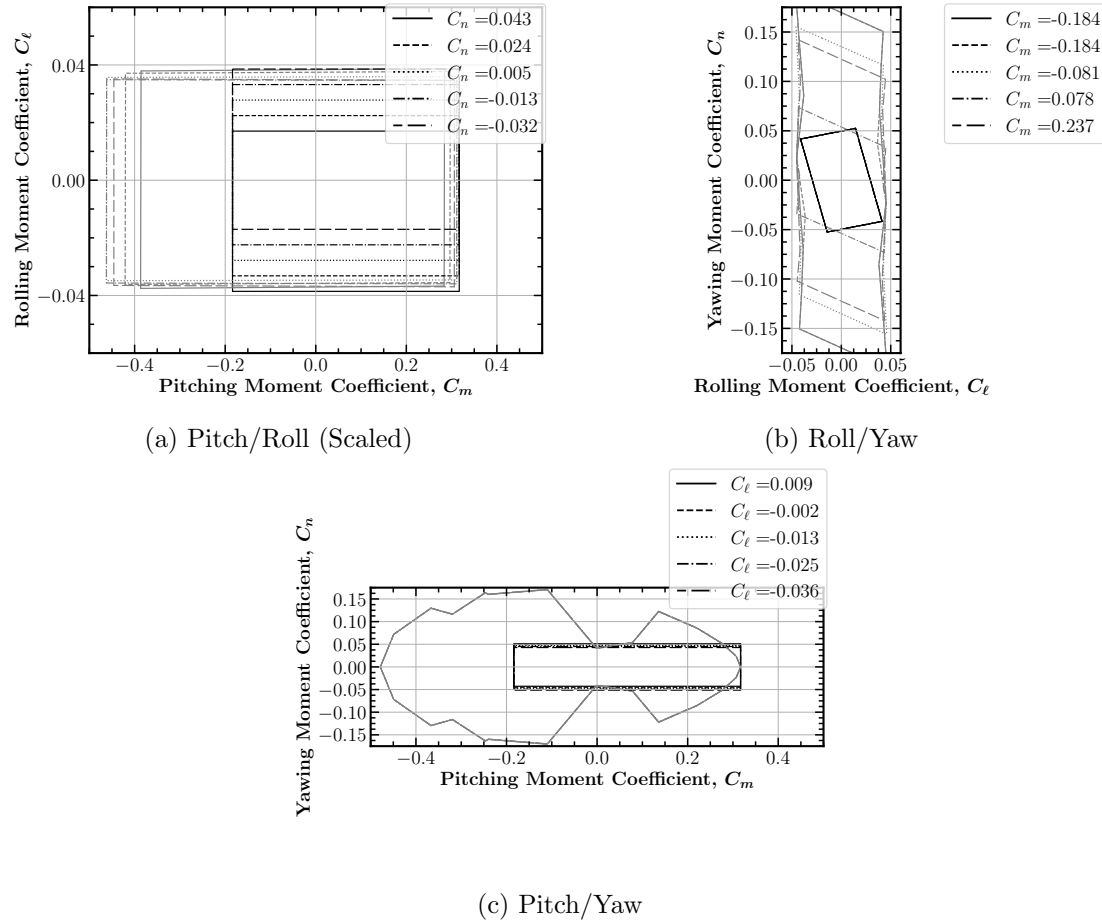 C_n =0.043
C_n =0.024
C_n =0.005
C_n =-0.013
C_n =-0.032
0.04
0.00
−0.04
Rolling Moment Coefficient, C_ℓ
−0.4 −0.2 0.0 0.2 0.4
Pitching Moment Coefficient, C_m
(a) Pitch/Roll (Scaled)
C_m =-0.184
C_m =-0.184
C_m =-0.081
C_m =0.078
C_m =0.237
0.15
0.10
0.05
0.00
−0.05
−0.10
−0.15
Yawing Moment Coefficient, C_n
−0.05 0.00 0.05
Rolling Moment Coefficient, C_ℓ
(b) Roll/Yaw
C_ℓ =0.009
C_ℓ =-0.002
C_ℓ =-0.013
C_ℓ =-0.025
C_ℓ =-0.036
0.15
0.10
0.05
0.00
−0.05
−0.10
−0.15
Yawing Moment Coefficient, C_n
−0.4 −0.2 0.0 0.2 0.4
Pitching Moment Coefficient, C_m
(c) Pitch/Yaw